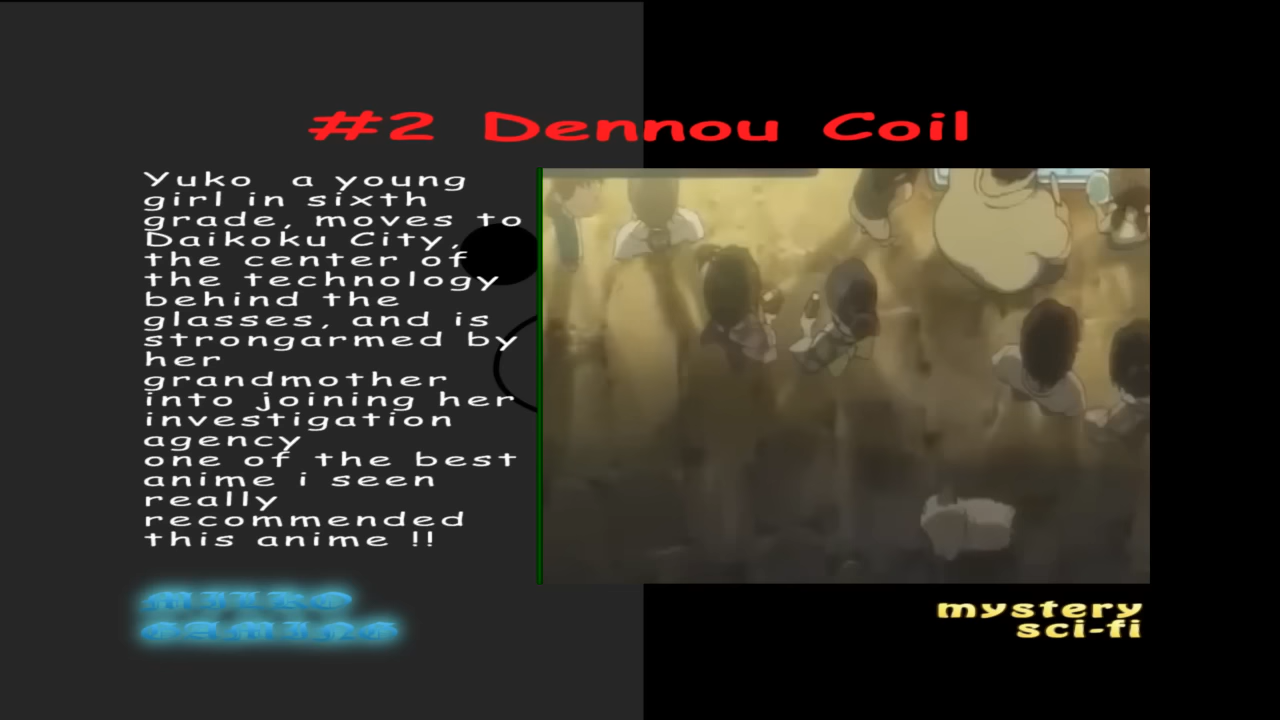 #2 Dennou Coil
Yuko a young
girl in sixth
grade, moves to
Daikoku City,
the center of
the technology
behind the
glasses, and is
strongarmed by
her
grandmother
into joining her
investigation
agency
one of the best
anime i seen
really
recommended
this anime !!
MIIKO
GAMING
mystery
sci-fi